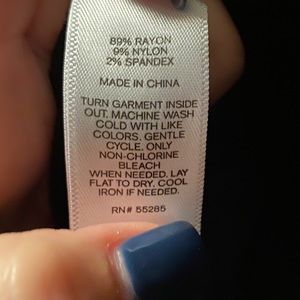 89% RAYON
9% NYLON
2% SPANDEX
MADE IN CHINA
TURN GARMENT INSIDE
OUT. MACHINE WASH
COLD WITH LIKE
COLORS. GENTLE
CYCLE. ONLY
NON-CHLORINE
BLEACH
WHEN NEEDED. LAY
FLAT TO DRY. COOL
IRON IF NEEDED.
RN# 55285